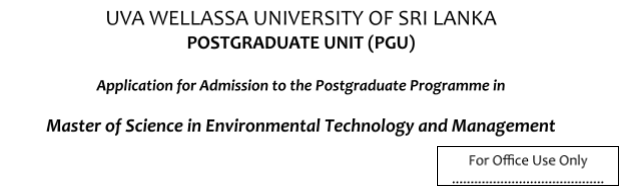 UVA WELLASSA UNIVERSITY OF SRI LANKA
POSTGRADUATE UNIT (PGU)
Application for Admission to the Postgraduate Programme in
Master of Science in Environmental Technology and Management
For Office Use Only
.........................................